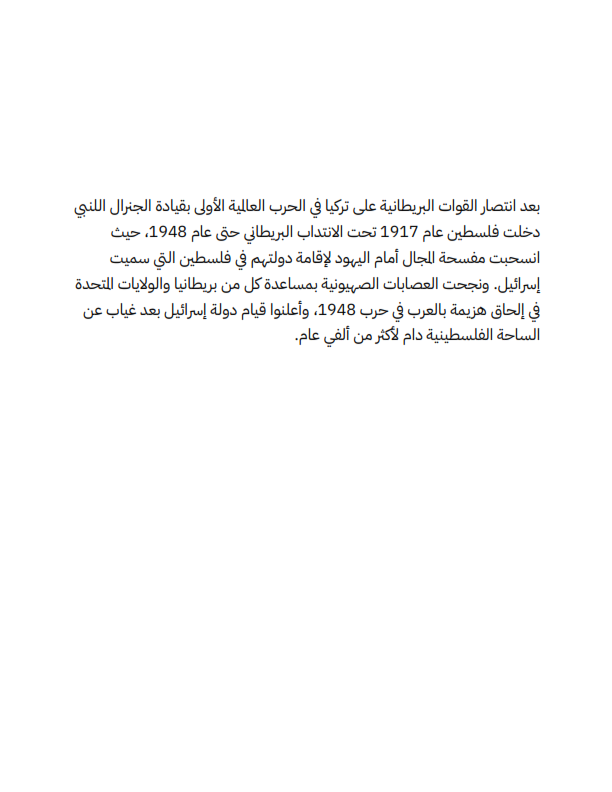 بعد انتصار القوات البريطانية على تركيا في الحرب العالمية الأولى بقيادة الجنرال اللنبي
دخلت فلسطين عام 1917 تحت الانتداب البريطاني حتى عام 1948، حيث
انسحبت مفسحة المجال أمام اليهود لإقامة دولتهم في فلسطين التي سميت
إسرائيل. ونجحت العصابات الصهيونية بمساعدة كل من بريطانيا والولايات المتحدة
في إلحاق هزيمة بالعرب في حرب 1948، وأعلنوا قيام دولة إسرائيل بعد غياب عن
الساحة الفلسطينية دام لأكثر من ألفي عام.